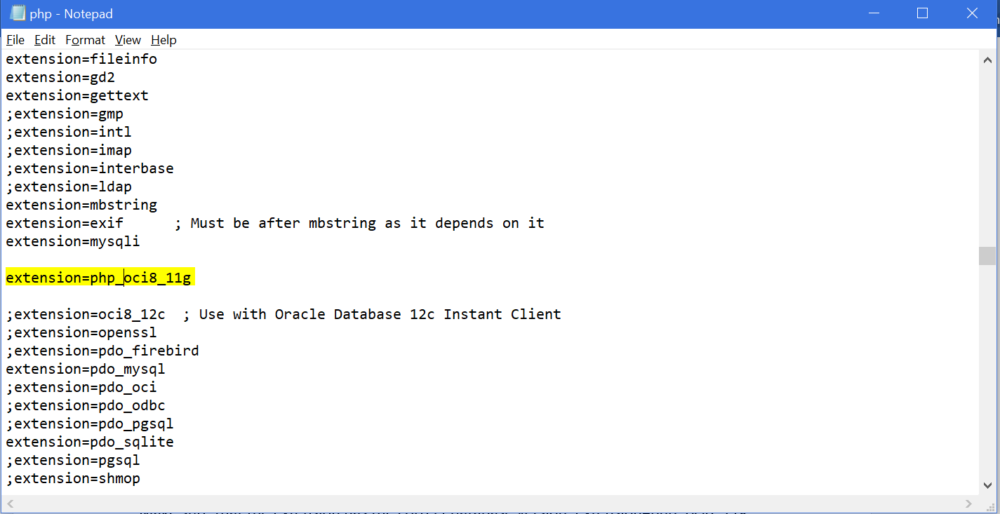 php - Notepad
File Edit Format View Help
extension=fileinfo
extension=gd2
extension=gettext
;extension=gmp
;extension=intl
;extension=imap
;extension=interbase
;extension=ldap
extension=mbstring
extension=exif      ; Must be after mbstring as it depends on it
extension=mysqli
extension=php_oci8_11g
;extension=oci8_12c  ; Use with Oracle Database 12c Instant Client
;extension=openssl
;extension=pdo_firebird
extension=pdo_mysql
;extension=pdo_oci
;extension=pdo_odbc
;extension=pdo_pgsql
extension=pdo_sqlite
;extension=pgsql
;extension=shmop